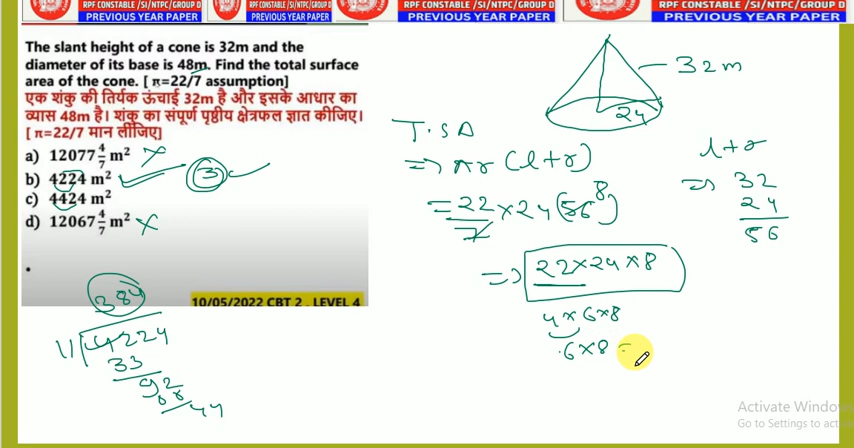 RPF CONSTABLE /SI/NTPC/GROUP D
PREVIOUS YEAR PAPER
PREVIOUS YEAR PAPER
RPF CONSTABLE /SI/NTPC/GROUP D
PREVIOUS YEAR PAPER
RPF CONSTABLE /SI/NTPC/GROUP D
PREVIOUS YEAR PAPER
The slant height of a cone is 32m and the
diameter of its base is 48m. Find the total surface
area of the cone. [ π=22/7 assumption]
एक शंकु की तिर्यक ऊंचाई 32m है और इसके आधार का
व्यास 48m है। शंकु का संपूर्ण पृष्ठीय क्षेत्रफल ज्ञात कीजिए।
[ π=22/7 मान लीजिए]
a) 12077 4/7 m²
b) 4224 m²
c) 4424 m²
d) 12067 4/7 m²
3
10/05/2022 CBT 2 , LEVEL 4
384
11 4224
33
92
88
44
32m
24
T.SA
=> πr (l+r)
= 22/7 × 24 (56 8)
=> 22×24×8
4×6×8
.6×8 =
l+r
=> 32
24
56
Activate Windows
Go to Settings to act